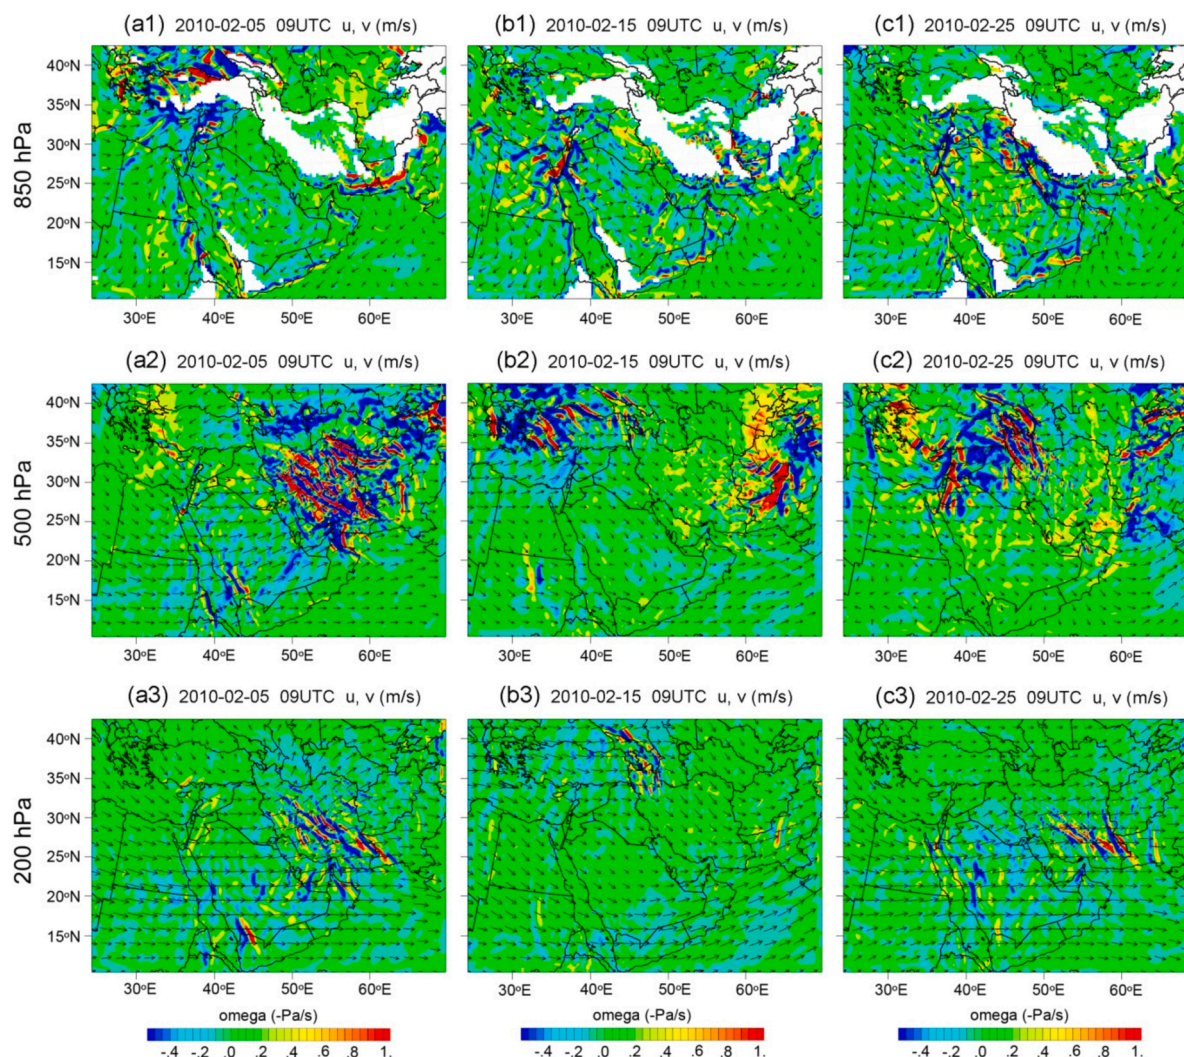 (a1) 2010-02-05 09UTC u, v (m/s)
(b1) 2010-02-15 09UTC u, v (m/s)
(c1) 2010-02-25 09UTC u, v (m/s)
850 hPa
40°N
35°N
30°N
25°N
20°N
15°N
30°E 40°E 50°E 60°E
30°E 40°E 50°E 60°E
30°E 40°E 50°E 60°E
(a2) 2010-02-05 09UTC u, v (m/s)
(b2) 2010-02-15 09UTC u, v (m/s)
(c2) 2010-02-25 09UTC u, v (m/s)
500 hPa
40°N
35°N
30°N
25°N
20°N
15°N
30°E 40°E 50°E 60°E
30°E 40°E 50°E 60°E
30°E 40°E 50°E 60°E
(a3) 2010-02-05 09UTC u, v (m/s)
(b3) 2010-02-15 09UTC u, v (m/s)
(c3) 2010-02-25 09UTC u, v (m/s)
200 hPa
40°N
35°N
30°N
25°N
20°N
15°N
30°E 40°E 50°E 60°E
30°E 40°E 50°E 60°E
30°E 40°E 50°E 60°E
omega (-Pa/s)
-.4 -.2 .0 .2 .4 .6 .8 1.
omega (-Pa/s)
-.4 -.2 .0 .2 .4 .6 .8 1.
omega (-Pa/s)
-.4 -.2 .0 .2 .4 .6 .8 1.